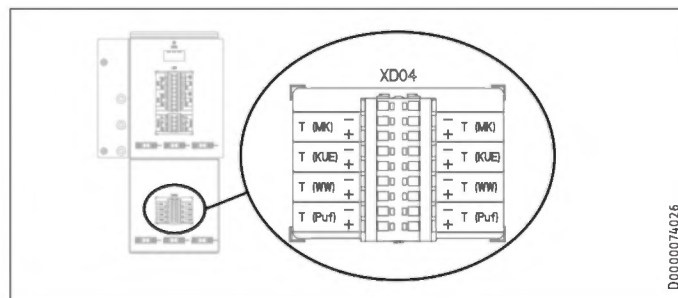 XD04
T (MK) − + − + T (MK)
T (KUE) − + − + T (KUE)
T (WW) − + − + T (WW)
T (Puf) − + − + T (Puf)
D0000074026